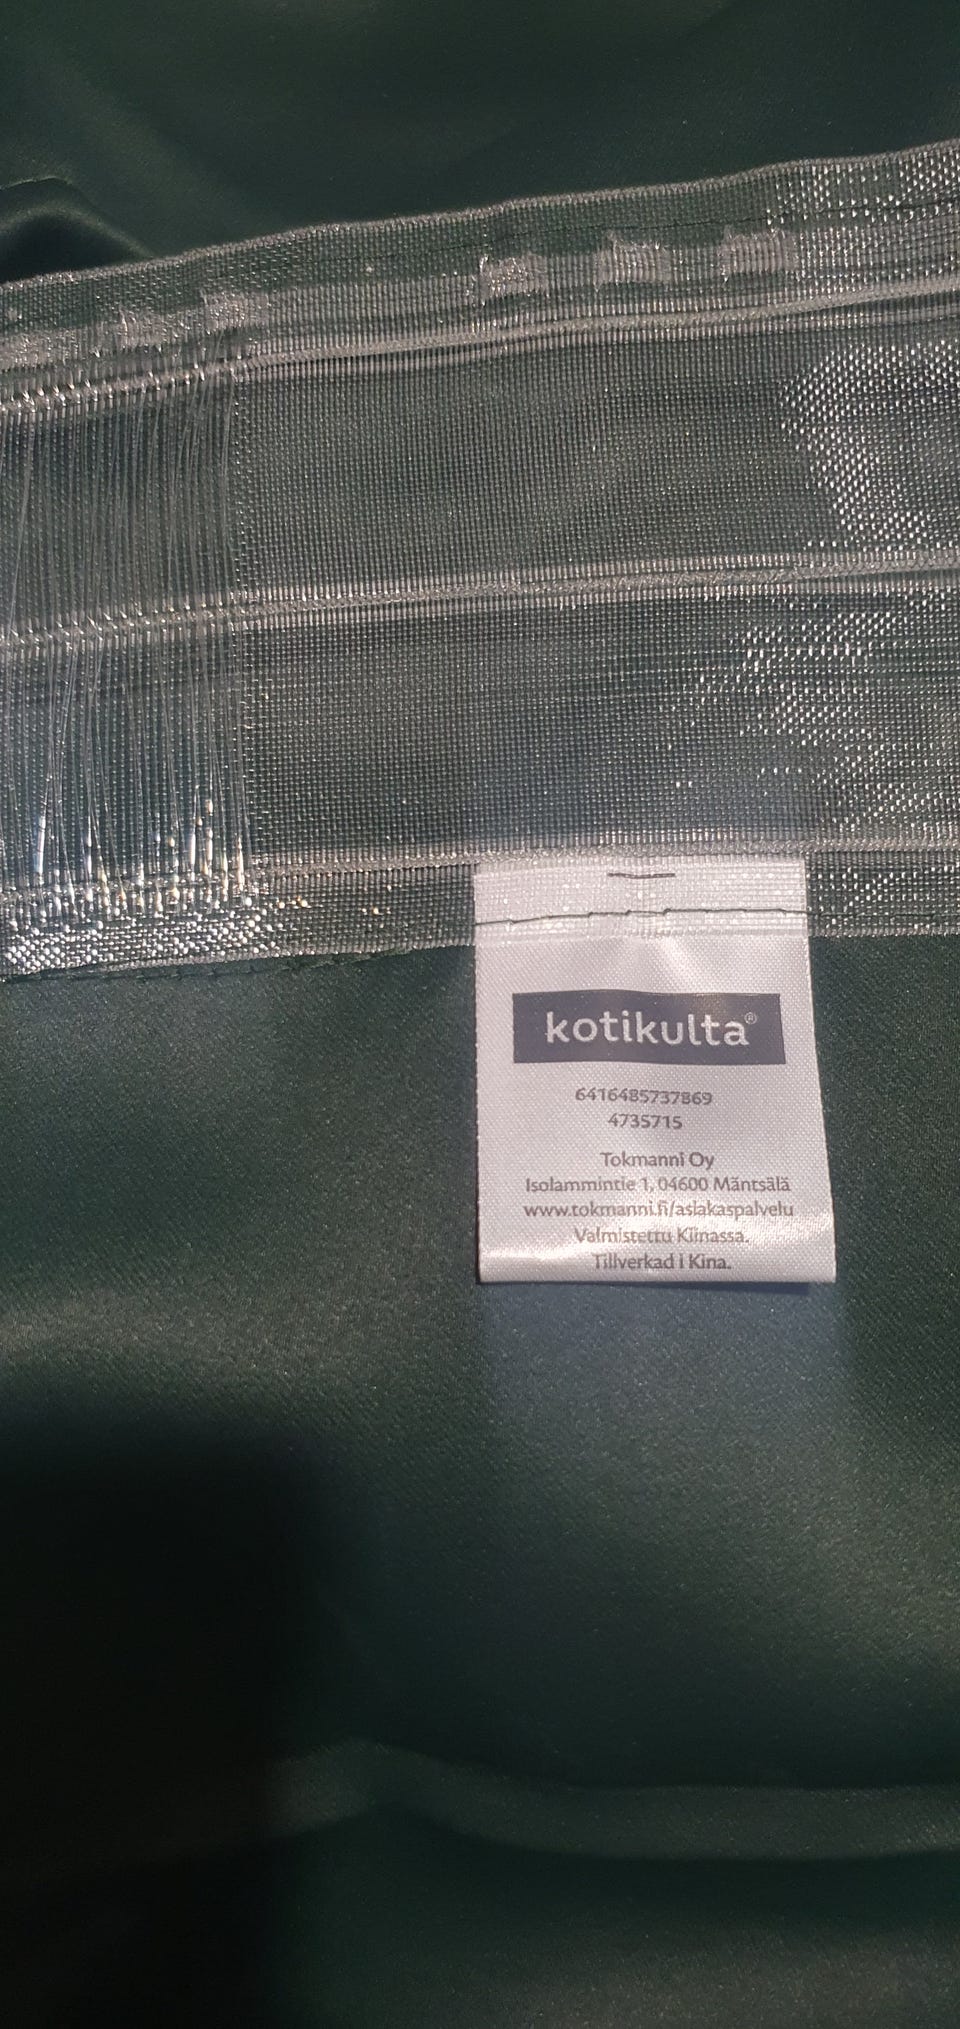 kotikulta®
6416485737869
4735715
Tokmanni Oy
Isolammintie 1, 04600 Mäntsälä
www.tokmanni.fi/asiakaspalvelu
Valmistettu Kiinassa.
Tillverkad i Kina.